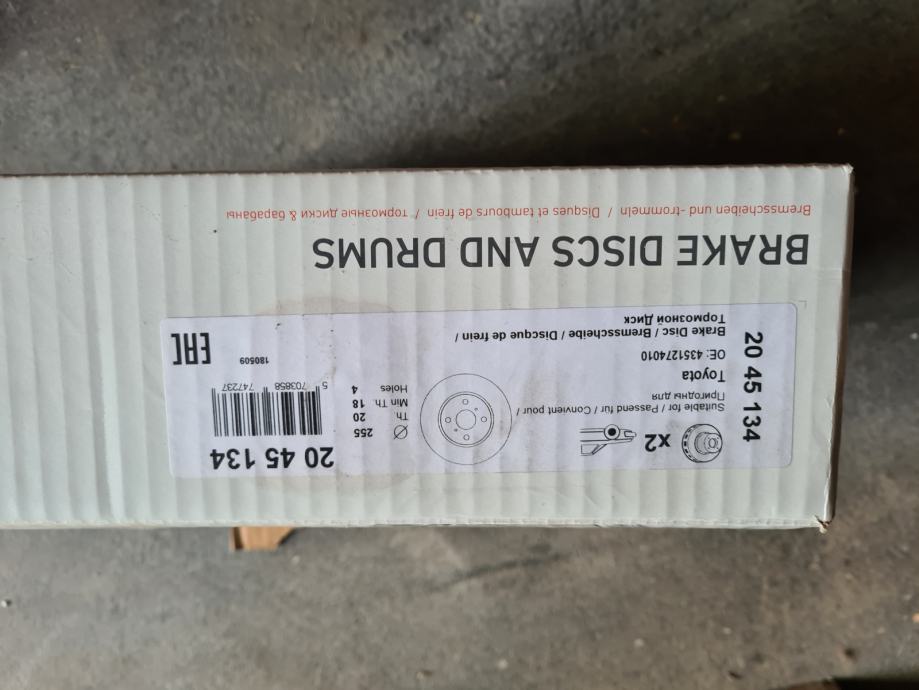 Bremsscheiben und -trommeln / Disques et tambours de frein / Тормозные диски & барабаны
BRAKE DISCS AND DRUMS
20 45 134
x2
Suitable for / Passend für / Convient pour /
Пригодны для
Toyota
OE: 4351274010
Brake Disc / Bremsscheibe / Disque de frein /
Тормозной Диск
20 45 134
255
Th. 20
Min Th. 18
Holes 4
5 703858 747237
180509
EAC